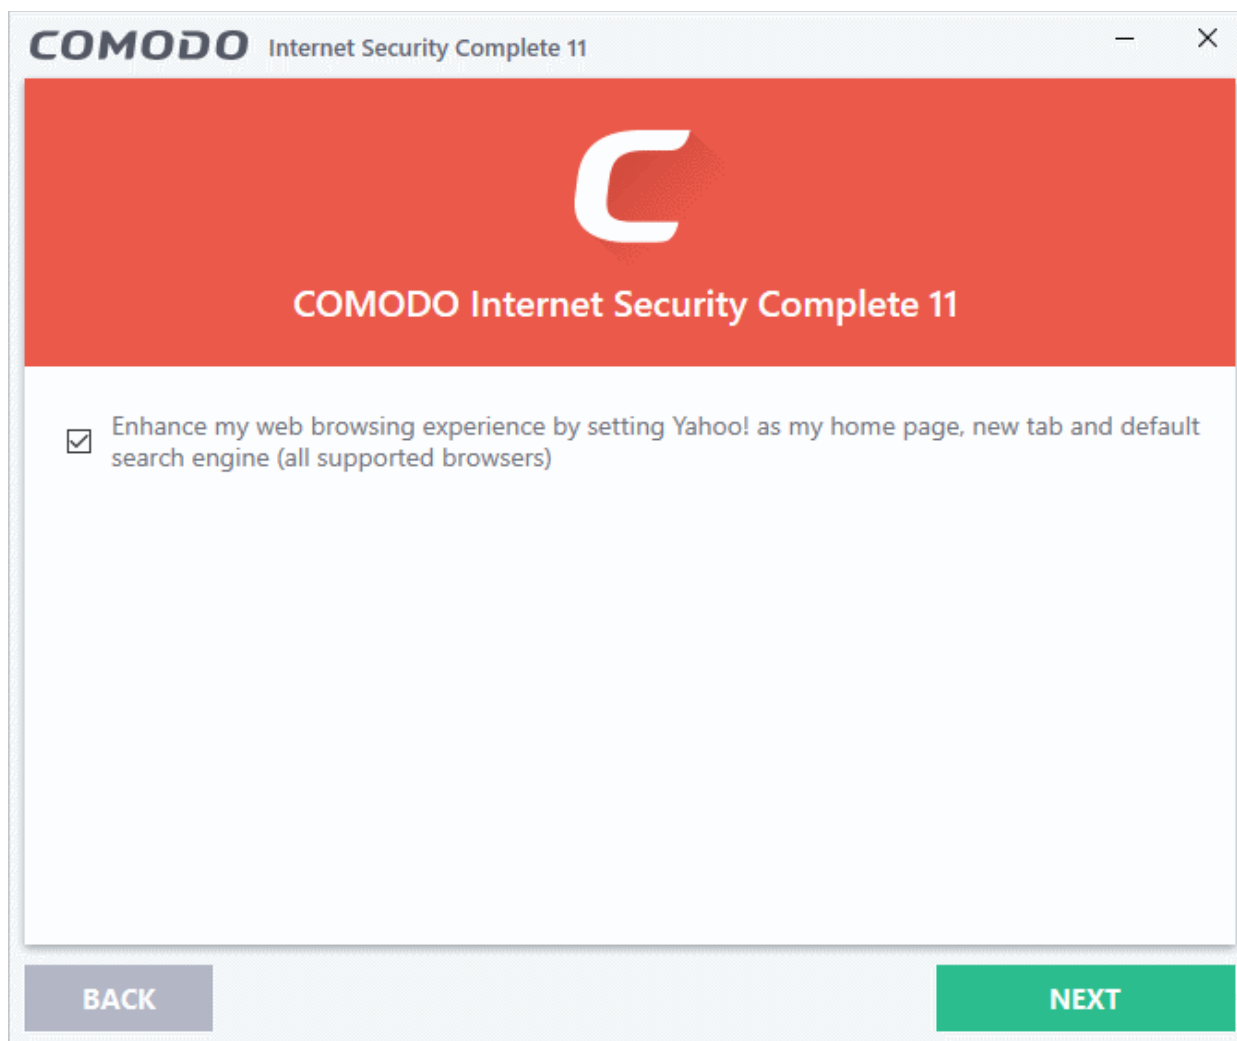 COMODO Internet Security Complete 11
COMODO Internet Security Complete 11
Enhance my web browsing experience by setting Yahoo! as my home page, new tab and default
search engine (all supported browsers)
BACK
NEXT